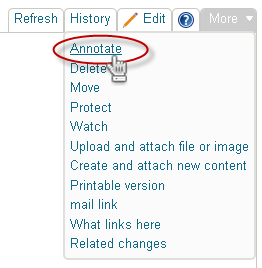 Refresh History Edit ? More
Annotate
Delete
Move
Protect
Watch
Upload and attach file or image
Create and attach new content
Printable version
mail link
What links here
Related changes